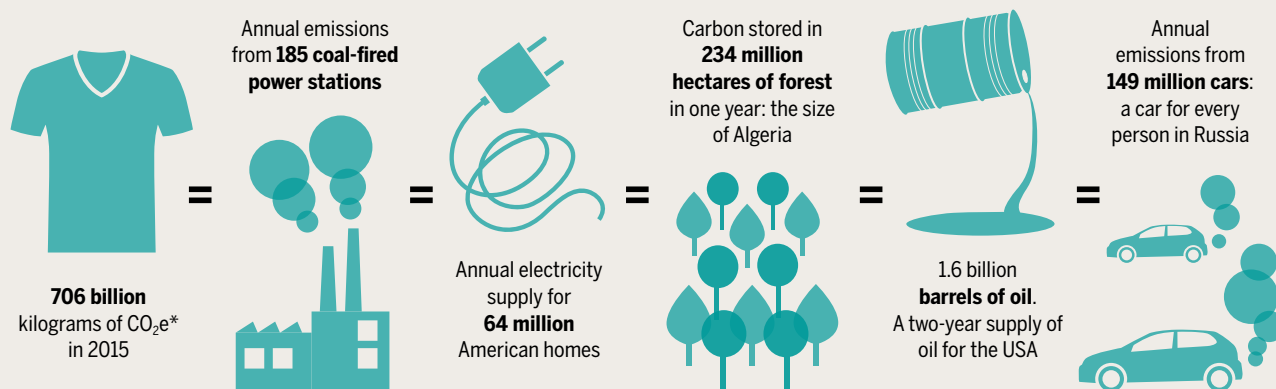 706 billion
kilograms of CO₂e*
in 2015
=
Annual emissions
from 185 coal-fired
power stations
=
Annual electricity
supply for
64 million
American homes
=
Carbon stored in
234 million
hectares of forest
in one year: the size
of Algeria
=
1.6 billion
barrels of oil.
A two-year supply of
oil for the USA
=
Annual
emissions from
149 million cars:
a car for every
person in Russia